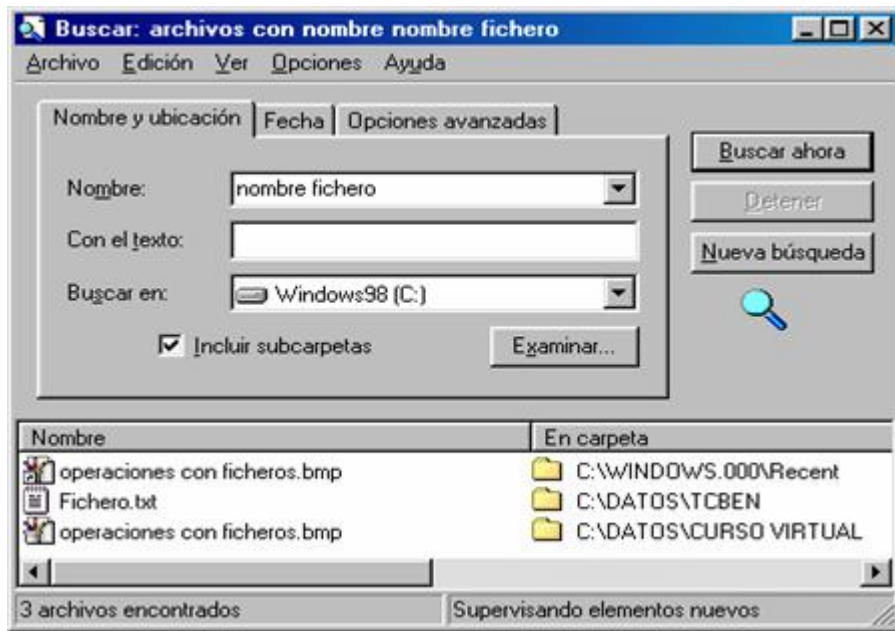 Buscar: archivos con nombre nombre fichero
Archivo Edición Ver Opciones Ayuda
Nombre y ubicación Fecha Opciones avanzadas
Nombre: nombre fichero
Con el texto:
Buscar en: Windows98 (C:)
Incluir subcarpetas Examinar...
Buscar ahora
Detener
Nueva búsqueda
Nombre En carpeta
operaciones con ficheros.bmp C:\WINDOWS.000\Recent
Fichero.txt C:\DATOS\TCBEN
operaciones con ficheros.bmp C:\DATOS\CURSO VIRTUAL
3 archivos encontrados Supervisando elementos nuevos